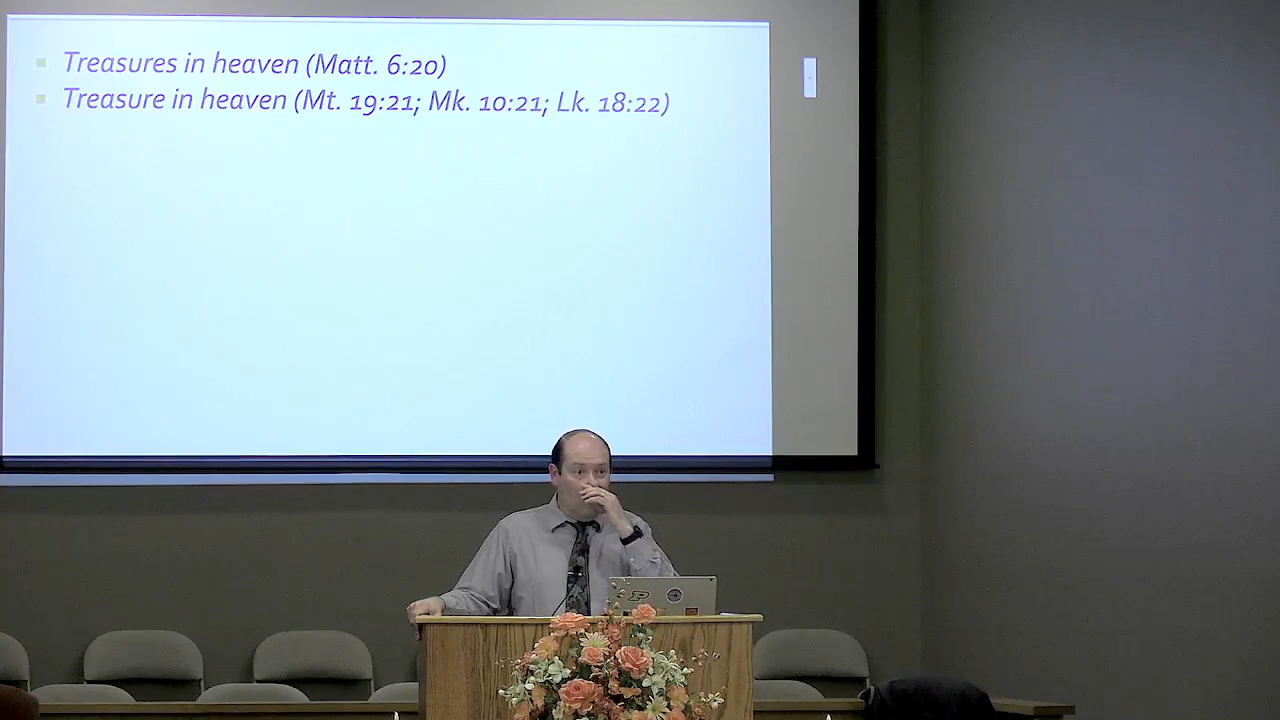 Treasures in heaven (Matt. 6:20)
Treasure in heaven (Mt. 19:21; Mk. 10:21; Lk. 18:22)
P